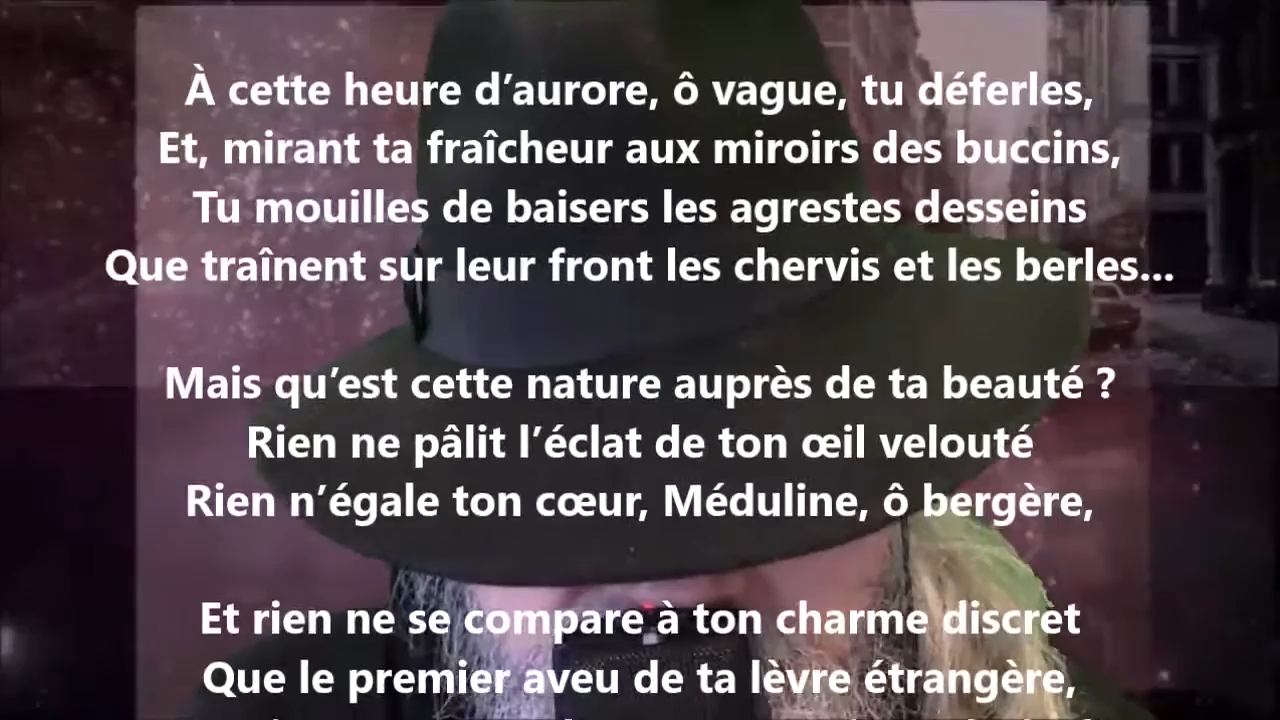 À cette heure d’aurore, ô vague, tu déferles,
Et, mirant ta fraîcheur aux miroirs des buccins,
Tu mouilles de baisers les agrestes desseins
Que traînent sur leur front les chervis et les berles...
Mais qu’est cette nature auprès de ta beauté ?
Rien ne pâlit l’éclat de ton œil velouté
Rien n’égale ton cœur, Méduline, ô bergère,
Et rien ne se compare à ton charme discret
Que le premier aveu de ta lèvre étrangère,